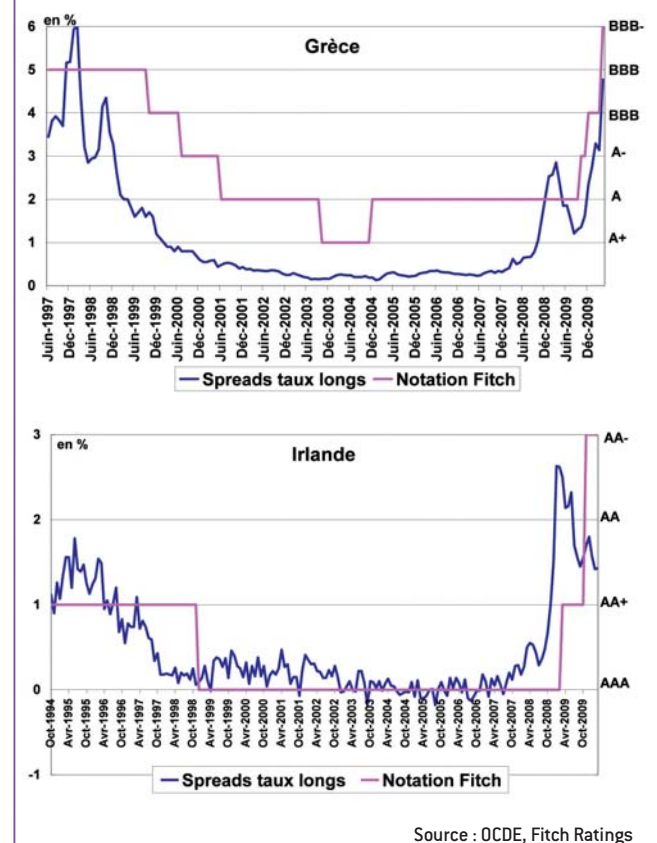 en %
Grèce
6
5
4
3
2
1
0
BBB-
BBB
BBB
A-
A
A+
Juin-1997
Déc-1997
Juin-1998
Déc-1998
Juin-1999
Déc-1999
Juin-2000
Déc-2000
Juin-2001
Déc-2001
Juin-2002
Déc-2002
Juin-2003
Déc-2003
Juin-2004
Déc-2004
Juin-2005
Déc-2005
Juin-2006
Déc-2006
Juin-2007
Déc-2007
Juin-2008
Déc-2008
Juin-2009
Déc-2009
Spreads taux longs
Notation Fitch
en %
Irlande
3
2
1
0
-1
AA-
AA
AA+
AAA
Oct-1994
Avr-1995
Oct-1995
Avr-1996
Oct-1996
Avr-1997
Oct-1997
Avr-1998
Oct-1998
Avr-1999
Oct-1999
Avr-2000
Oct-2000
Avr-2001
Oct-2001
Avr-2002
Oct-2002
Avr-2003
Oct-2003
Avr-2004
Oct-2004
Avr-2005
Oct-2005
Avr-2006
Oct-2006
Avr-2007
Oct-2007
Avr-2008
Oct-2008
Avr-2009
Oct-2009
Spreads taux longs
Notation Fitch
Source : OCDE, Fitch Ratings